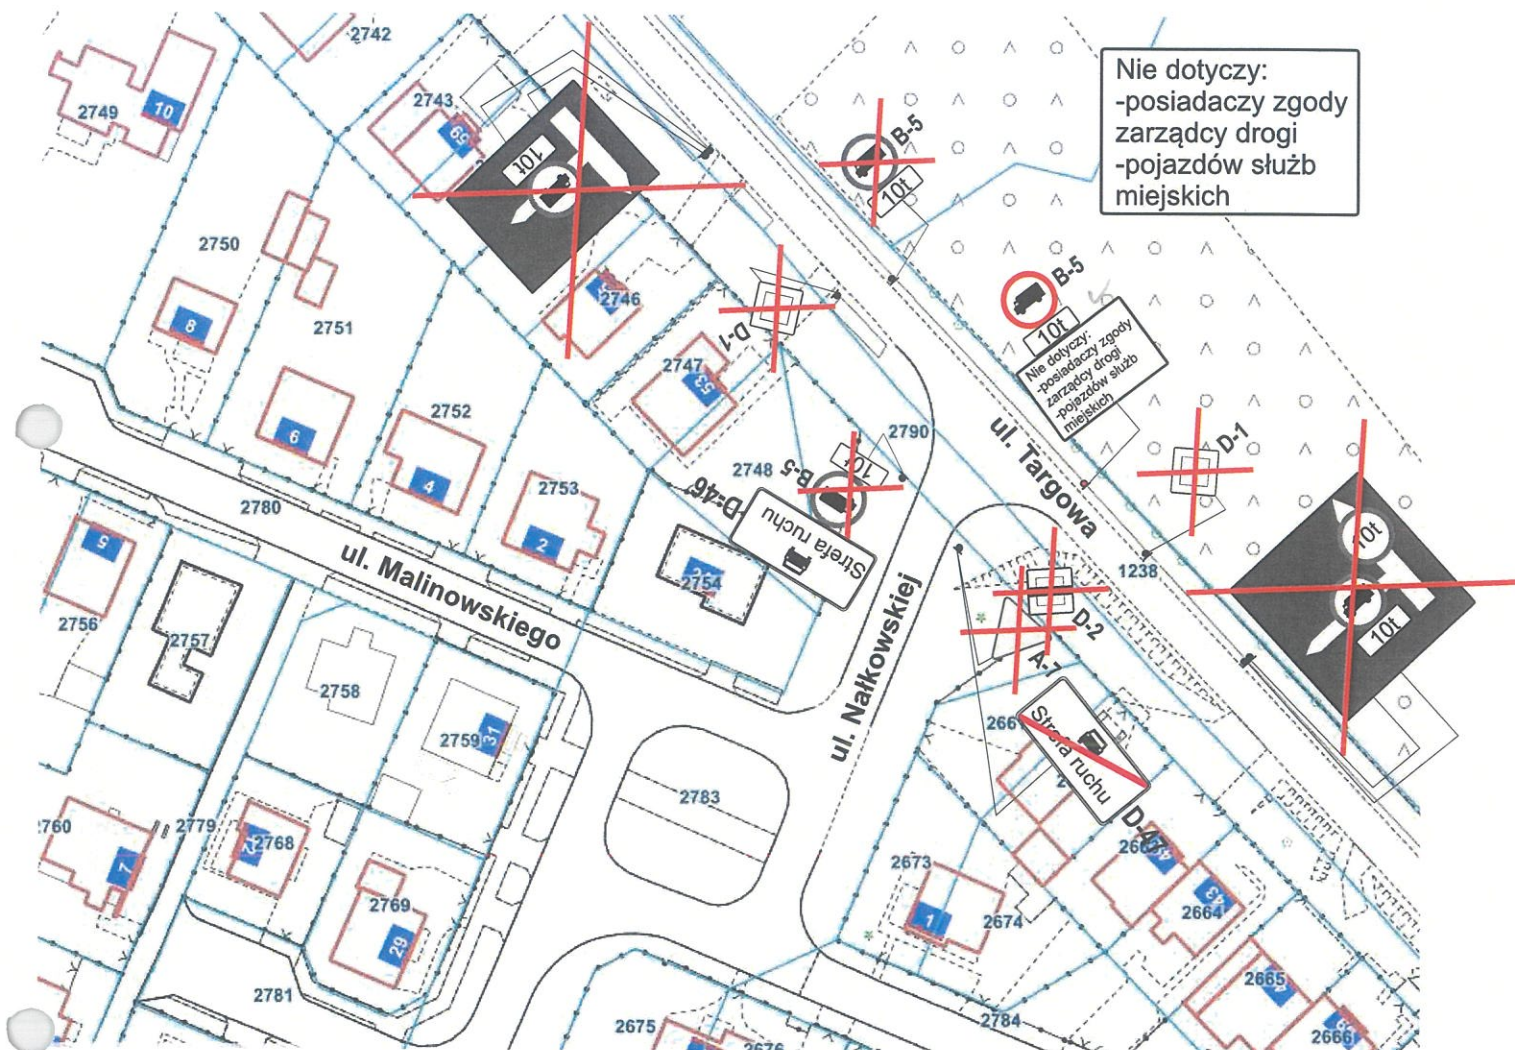 2742
Nie dotyczy:
-posiadaczy zgody
zarządcy drogi
-pojazdów służb
miejskich
2743
2749
10
B-5
10t
10t
2750
2746
B-5
10t
Nie dotyczy:
-posiadaczy zgody
zarządcy drogi
-pojazdów służb
miejskich
8
2751
D-1
2747
53
2752
6
2790
ul. Targowa
D-1
4
2753
2748
10t
B-5
D-46
Strefa ruchu
2780
5
2
ul. Malinowskiego
2754
1238
10t
10t
ul. Nałkowskiej
D-2
A-7
2756
2757
2758
2759
31
266
Strefa ruchu
D-47
2783
2760
2779
2768
7
2673
1
2674
2664
43
2769
29
2665
2781
2784
2675
2676
2666